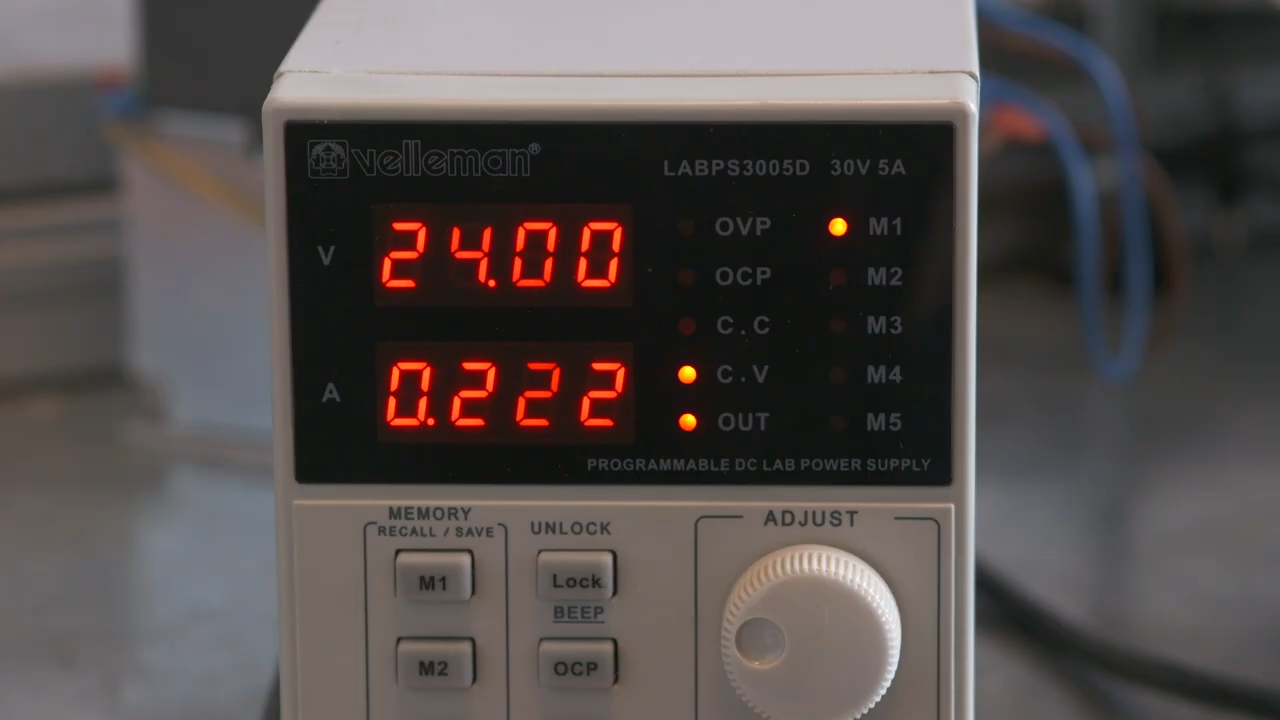 velleman®
LABPS3005D 30V 5A
V 24.00
A 0.222
OVP M1
OCP M2
C.C M3
C.V M4
OUT M5
PROGRAMMABLE DC LAB POWER SUPPLY
MEMORY
RECALL / SAVE
M1
M2
UNLOCK
Lock
BEEP
OCP
ADJUST